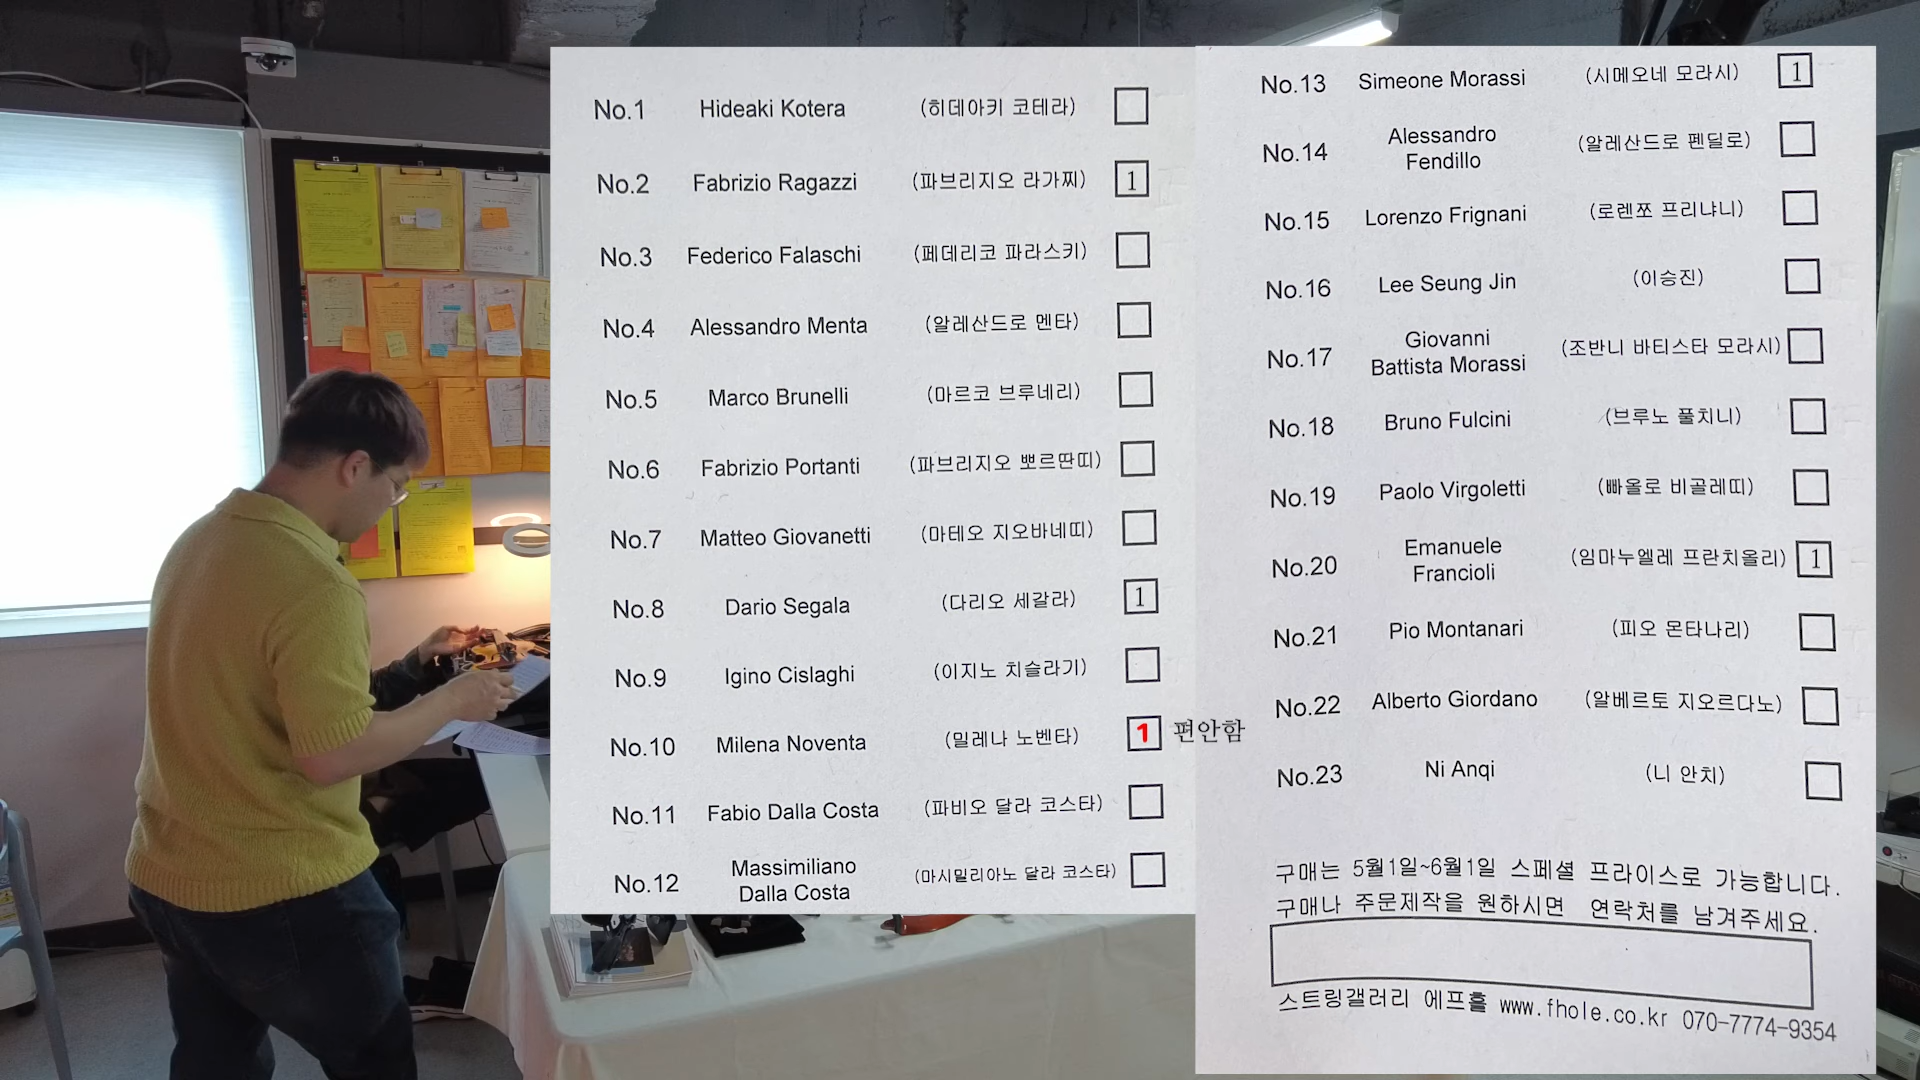 No.1 Hideaki Kotera (히데아키 코테라)
No.2 Fabrizio Ragazzi (파브리지오 라가찌) 1
No.3 Federico Falaschi (페데리코 파라스키)
No.4 Alessandro Menta (알레산드로 멘타)
No.5 Marco Brunelli (마르코 브루네리)
No.6 Fabrizio Portanti (파브리지오 뽀르딴띠)
No.7 Matteo Giovanetti (마테오 지오바네띠)
No.8 Dario Segala (다리오 세갈라) 1
No.9 Igino Cislaghi (이지노 치슬라기)
No.10 Milena Noventa (밀레나 노벤타) 1 편안함
No.11 Fabio Dalla Costa (파비오 달라 코스타)
No.12 Massimiliano
Dalla Costa (마시밀리아노 달라 코스타)
No.13 Simeone Morassi (시메오네 모라시) 1
No.14 Alessandro
Fendillo (알레산드로 펜딜로)
No.15 Lorenzo Frignani (로렌쪼 프리냐니)
No.16 Lee Seung Jin (이승진)
No.17 Giovanni
Battista Morassi (조반니 바티스타 모라시)
No.18 Bruno Fulcini (브루노 풀치니)
No.19 Paolo Virgoletti (빠올로 비골레띠)
No.20 Emanuele
Francioli (임마누엘레 프란치올리) 1
No.21 Pio Montanari (피오 몬타나리)
No.22 Alberto Giordano (알베르토 지오르다노)
No.23 Ni Anqi (니 안치)
구매는 5월1일~6월1일 스페셜 프라이스로 가능합니다.
구매나 주문제작을 원하시면 연락처를 남겨주세요.
스트링갤러리 에프홀 www.fhole.co.kr 070-7774-9354